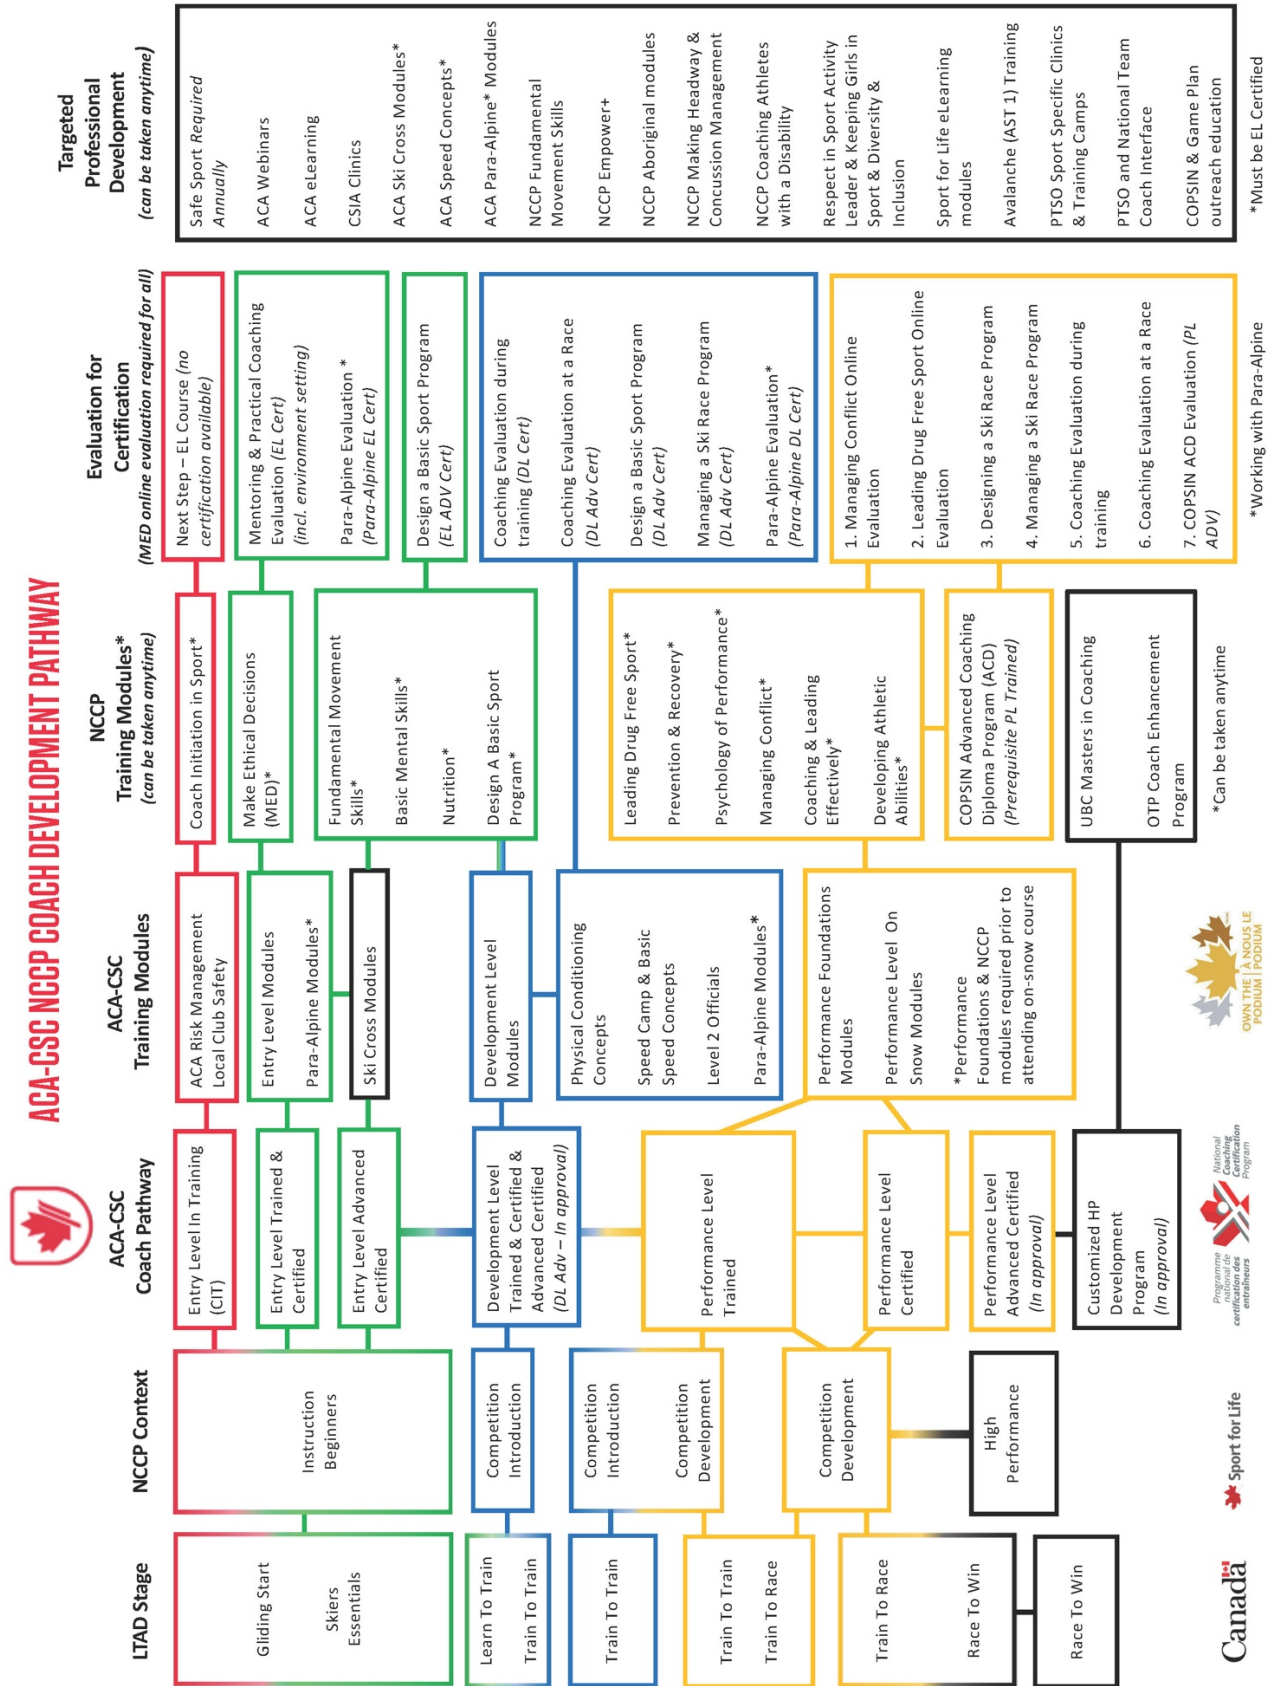 ACA-CSC NCCP COACH DEVELOPMENT PATHWAY
LTAD Stage
Gliding Start
Skiers
Essentials
Learn To Train
Train To Train
Train To Train
Train To Train
Train To Race
Train To Race
Race To Win
Race To Win
NCCP Context
Instruction
Beginners
Competition
Introduction
Competition
Introduction
Competition
Development
Competition
Development
High
Performance
ACA-CSC
Coach Pathway
Entry Level In Training
(CIT)
Entry Level Trained &
Certified
Entry Level Advanced
Certified
Development Level
Trained & Certified &
Advanced Certified
(DL Adv – In approval)
Performance Level
Trained
Performance Level
Certified
Performance Level
Advanced Certified
(In approval)
Customized HP
Development
Program
(In approval)
ACA-CSC
Training Modules
ACA Risk Management
Local Club Safety
Entry Level Modules
Para-Alpine Modules*
Ski Cross Modules
Development Level
Modules
Physical Conditioning
Concepts
Speed Camp & Basic
Speed Concepts
Level 2 Officials
Para-Alpine Modules*
Performance Foundations
Modules
Performance Level On
Snow Modules
*Performance
Foundations & NCCP
modules required prior to
attending on-snow course
NCCP
Training Modules*
(can be taken anytime)
Coach Initiation in Sport*
Make Ethical Decisions
(MED)*
Fundamental Movement
Skills*
Basic Mental Skills*
Nutrition*
Design A Basic Sport
Program*
Leading Drug Free Sport*
Prevention & Recovery*
Psychology of Performance*
Managing Conflict*
Coaching & Leading
Effectively*
Developing Athletic
Abilities*
COPSIN Advanced Coaching
Diploma Program (ACD)
(Prerequisite PL Trained)
UBC Masters in Coaching
OTP Coach Enhancement
Program
*Can be taken anytime
Evaluation for
Certification
(MED online evaluation required for all)
Next Step – EL Course (no
certification available)
Mentoring & Practical Coaching
Evaluation (EL Cert)
(incl. environment setting)
Para-Alpine Evaluation *
(Para-Alpine EL Cert)
Design a Basic Sport Program
(EL ADV Cert)
Coaching Evaluation during
training (DL Cert)
Coaching Evaluation at a Race
(DL Adv Cert)
Design a Basic Sport Program
(DL Adv Cert)
Managing a Ski Race Program
(DL Adv Cert)
Para-Alpine Evaluation*
(Para-Alpine DL Cert)
1. Managing Conflict Online
Evaluation
2. Leading Drug Free Sport Online
Evaluation
3. Designing a Ski Race Program
4. Managing a Ski Race Program
5. Coaching Evaluation during
training
6. Coaching Evaluation at a Race
7. COPSIN ACD Evaluation (PL
ADV)
*Working with Para-Alpine
Targeted
Professional
Development
(can be taken anytime)
Safe Sport Required
Annually
ACA Webinars
ACA eLearning
CSIA Clinics
ACA Ski Cross Modules*
ACA Speed Concepts*
ACA Para-Alpine* Modules
NCCP Fundamental
Movement Skills
NCCP Empower+
NCCP Aboriginal modules
NCCP Making Headway &
Concussion Management
NCCP Coaching Athletes
with a Disability
Respect in Sport Activity
Leader & Keeping Girls in
Sport & Diversity &
Inclusion
Sport for Life eLearning
modules
Avalanche (AST 1) Training
PTSO Sport Specific Clinics
& Training Camps
PTSO and National Team
Coach Interface
COPSIN & Game Plan
outreach education
*Must be EL Certified
Canada
Sport for Life
Programme
national de
certification des
entraîneurs
National
Coaching
Certification
Program
OWN THE | À NOUS LE
PODIUM | PODIUM